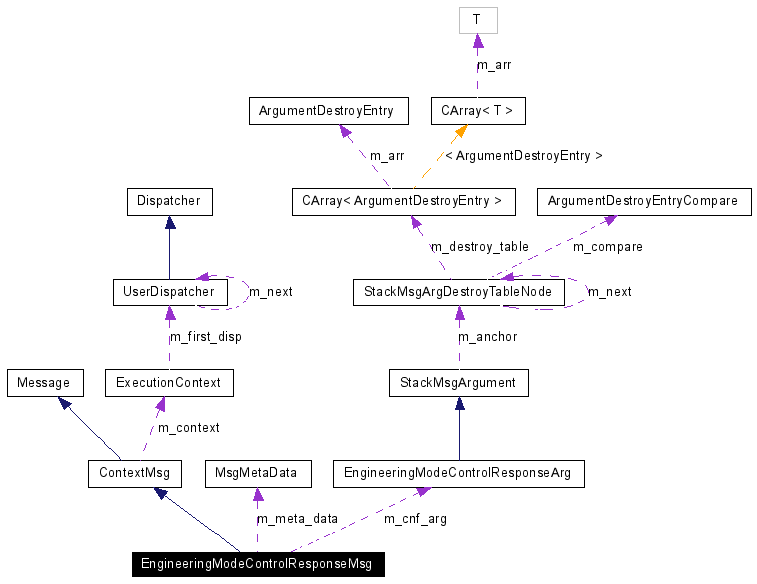 T
m_arr
ArgumentDestroyEntry
CArray< T >
m_arr
< ArgumentDestroyEntry >
Dispatcher
CArray< ArgumentDestroyEntry >
ArgumentDestroyEntryCompare
m_destroy_table
m_compare
UserDispatcher
m_next
StackMsgArgDestroyTableNode
m_next
m_first_disp
m_anchor
Message
ExecutionContext
StackMsgArgument
m_context
ContextMsg
MsgMetaData
EngineeringModeControlResponseArg
m_meta_data
m_cnf_arg
EngineeringModeControlResponseMsg